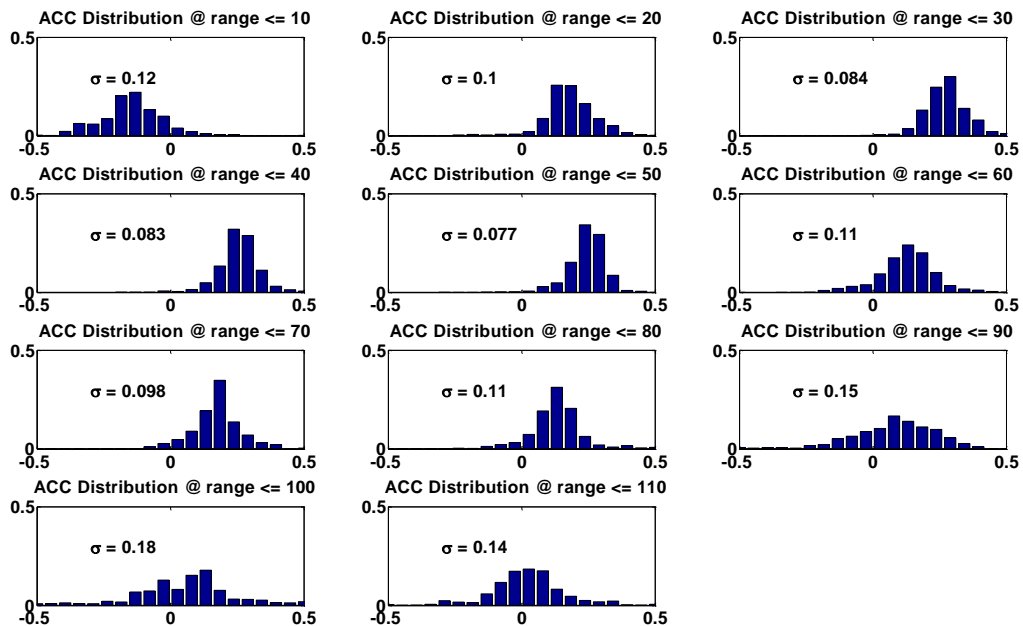 ACC Distribution @ range <= 10 ACC Distribution @ range <= 20 ACC Distribution @ range <= 30
0.5 0.5 0.5
σ = 0.12 σ = 0.1 σ = 0.084
0 0 0
-0.5 0 0.5 -0.5 0 0.5 -0.5 0 0.5
ACC Distribution @ range <= 40 ACC Distribution @ range <= 50 ACC Distribution @ range <= 60
0.5 0.5 0.5
σ = 0.083 σ = 0.077 σ = 0.11
0 0 0
-0.5 0 0.5 -0.5 0 0.5 -0.5 0 0.5
ACC Distribution @ range <= 70 ACC Distribution @ range <= 80 ACC Distribution @ range <= 90
0.5 0.5 0.5
σ = 0.098 σ = 0.11 σ = 0.15
0 0 0
-0.5 0 0.5 -0.5 0 0.5 -0.5 0 0.5
ACC Distribution @ range <= 100 ACC Distribution @ range <= 110
0.5 0.5
σ = 0.18 σ = 0.14
0 0
-0.5 0 0.5 -0.5 0 0.5